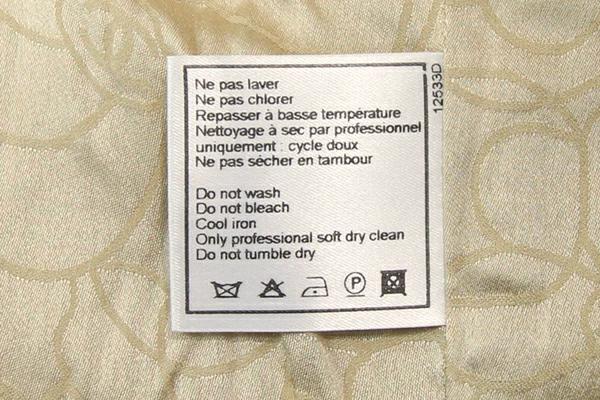 Ne pas laver
Ne pas chlorer
Repasser à basse température
Nettoyage à sec par professionnel
uniquement : cycle doux
Ne pas sécher en tambour
Do not wash
Do not bleach
Cool iron
Only professional soft dry clean
Do not tumble dry
P
12533D